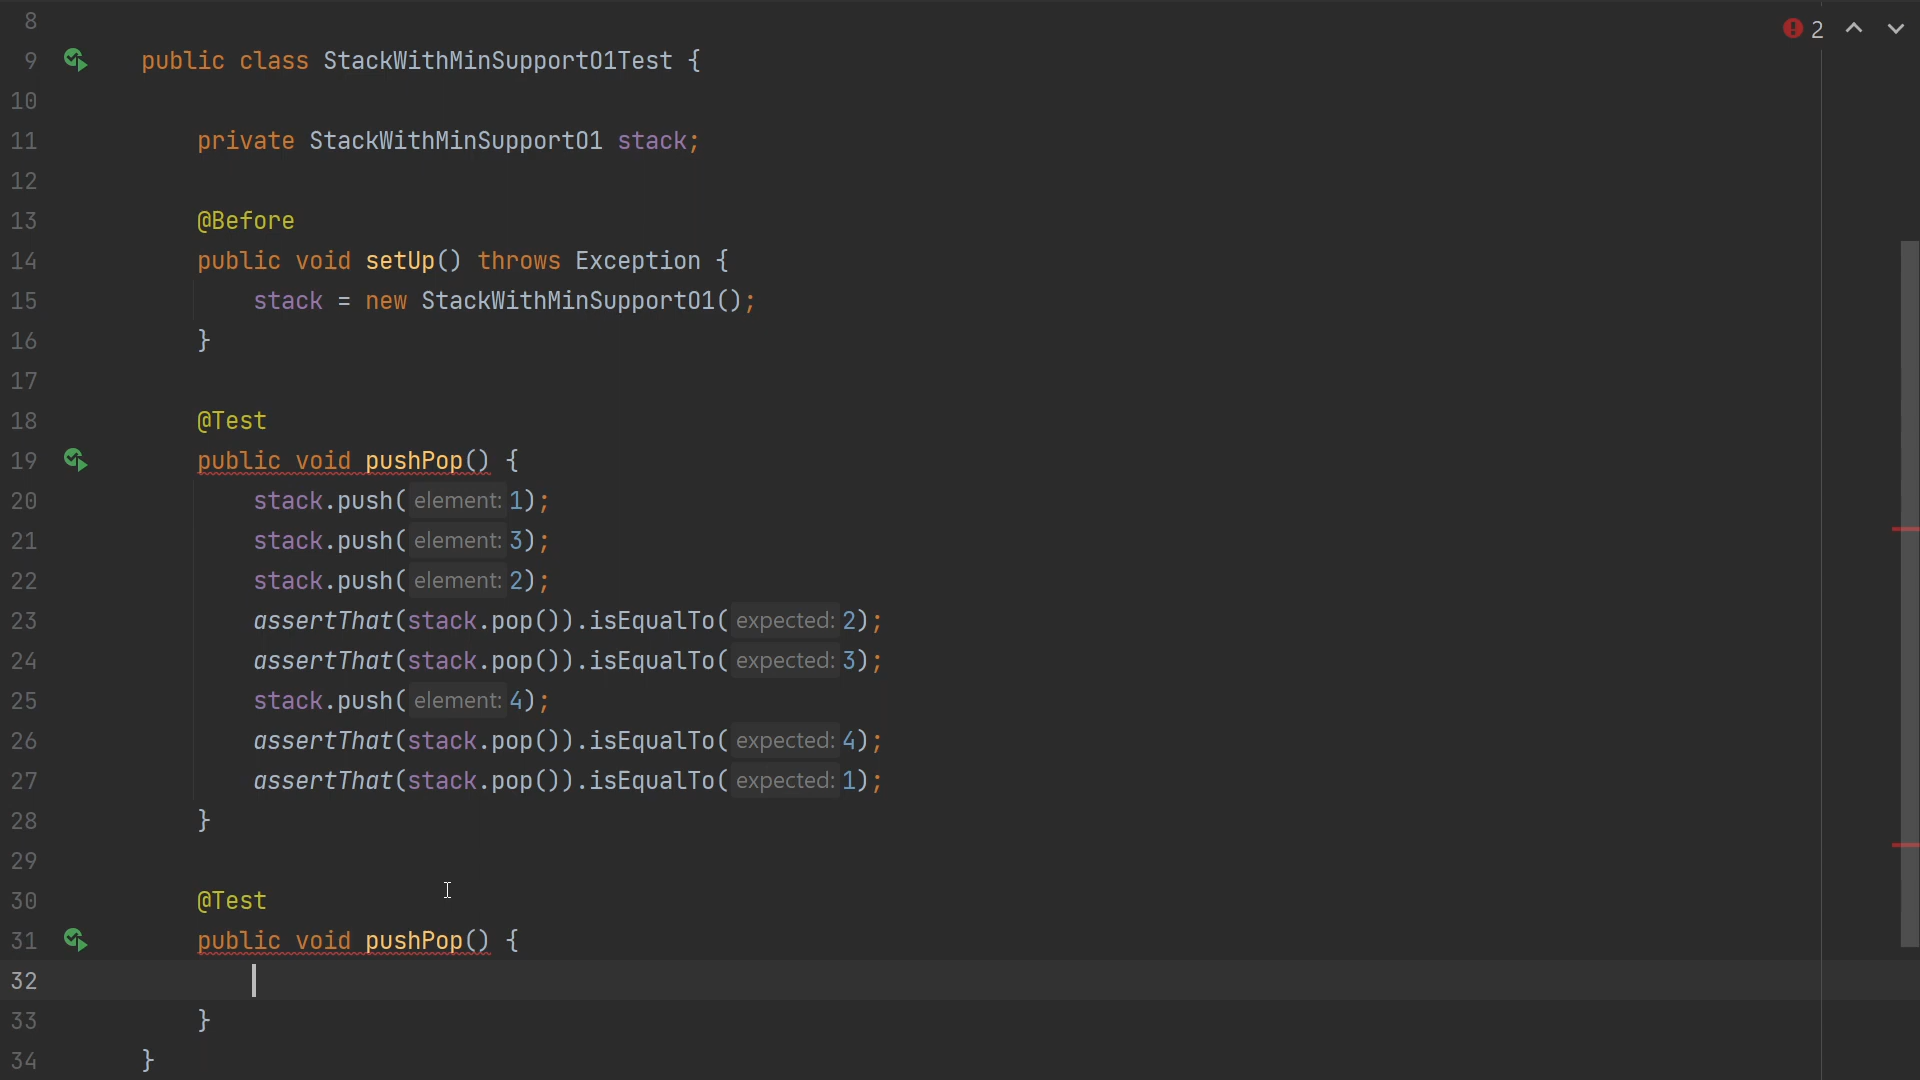 8
2
9 public class StackWithMinSupportO1Test {
10
11 private StackWithMinSupportO1 stack;
12
13 @Before
14 public void setUp() throws Exception {
15 stack = new StackWithMinSupportO1();
16 }
17
18 @Test
19 public void pushPop() {
20 stack.push( element: 1);
21 stack.push( element: 3);
22 stack.push( element: 2);
23 assertThat(stack.pop()).isEqualTo( expected: 2);
24 assertThat(stack.pop()).isEqualTo( expected: 3);
25 stack.push( element: 4);
26 assertThat(stack.pop()).isEqualTo( expected: 4);
27 assertThat(stack.pop()).isEqualTo( expected: 1);
28 }
29
30 @Test
31 public void pushPop() {
32
33 }
34 }